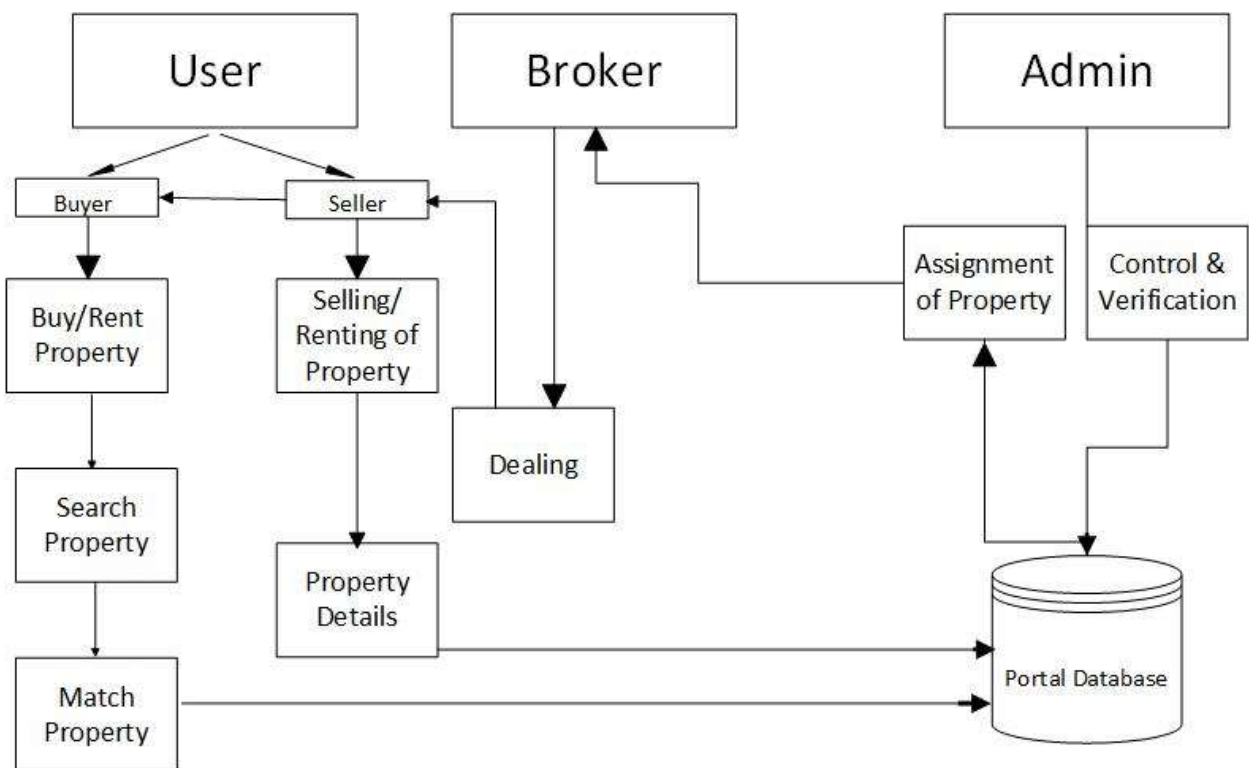 User
Broker
Admin
Buyer
Seller
Buy/Rent
Property
Selling/
Renting of
Property
Assignment
of Property
Control &
Verification
Dealing
Search
Property
Property
Details
Match
Property
Portal Database